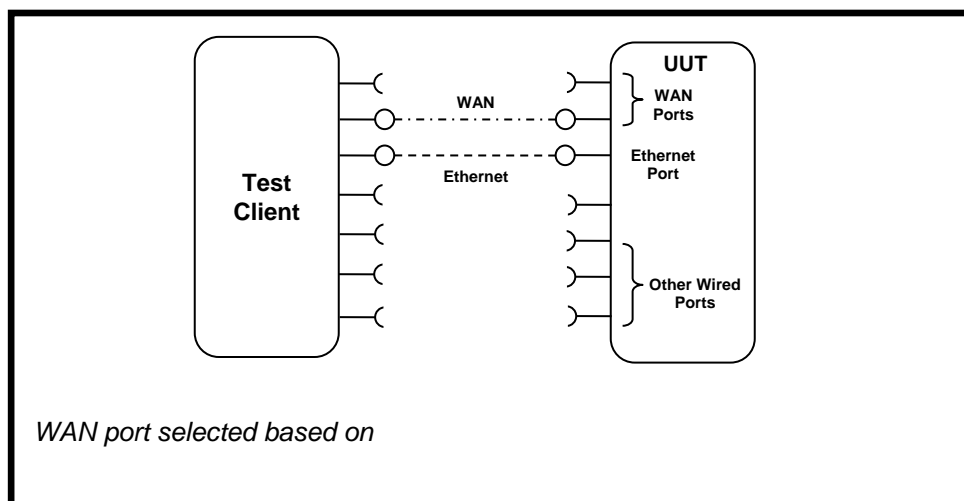 UUT
WAN
Ports
WAN
Ethernet
Port
Ethernet
Test
Client
Other Wired
Ports
WAN port selected based on